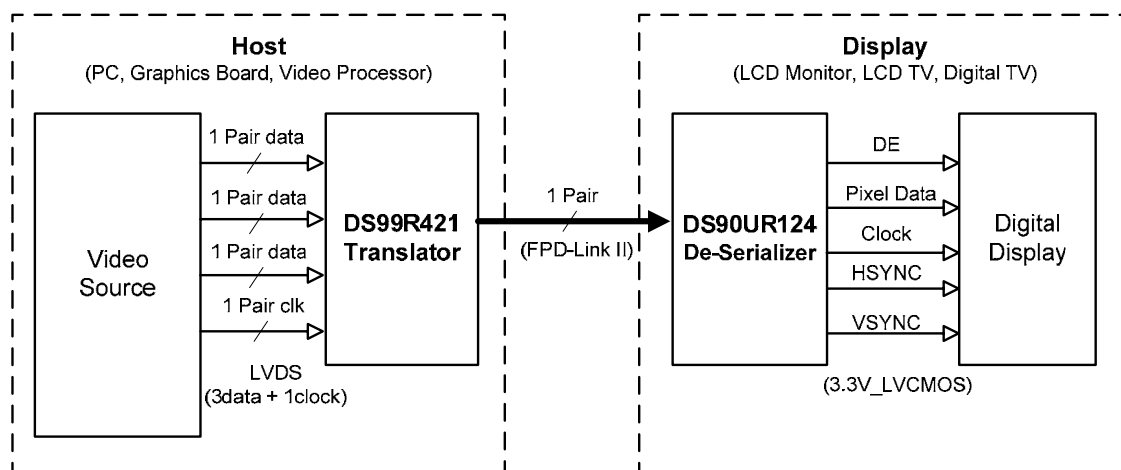 Host
(PC, Graphics Board, Video Processor)
Video
Source
1 Pair data
1 Pair data
1 Pair data
1 Pair clk
LVDS
(3data + 1clock)
DS99R421
Translator
1 Pair
(FPD-Link II)
Display
(LCD Monitor, LCD TV, Digital TV)
DS90UR124
De-Serializer
DE
Pixel Data
Clock
HSYNC
VSYNC
(3.3V_LVCMOS)
Digital
Display